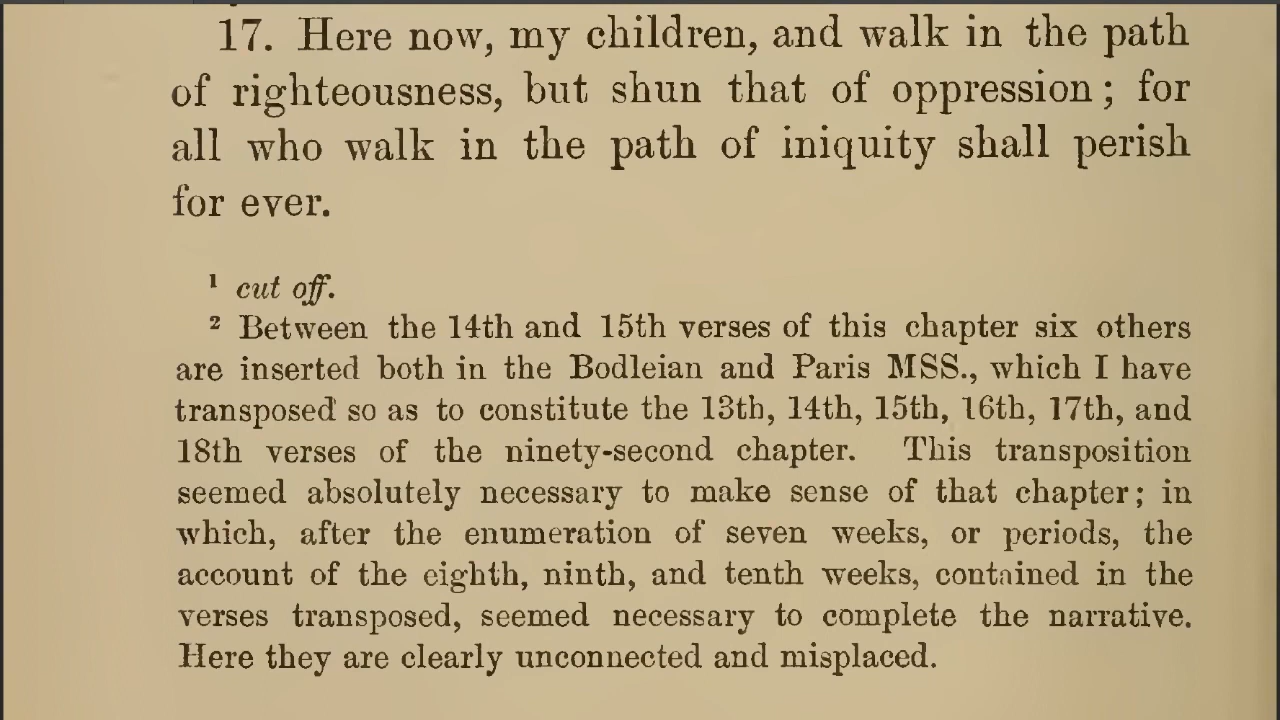 17. Here now, my children, and walk in the path
of righteousness, but shun that of oppression; for
all who walk in the path of iniquity shall perish
for ever.
¹ cut off.
² Between the 14th and 15th verses of this chapter six others
are inserted both in the Bodleian and Paris MSS., which I have
transposed so as to constitute the 13th, 14th, 15th, 16th, 17th, and
18th verses of the ninety-second chapter. This transposition
seemed absolutely necessary to make sense of that chapter; in
which, after the enumeration of seven weeks, or periods, the
account of the eighth, ninth, and tenth weeks, contained in the
verses transposed, seemed necessary to complete the narrative.
Here they are clearly unconnected and misplaced.